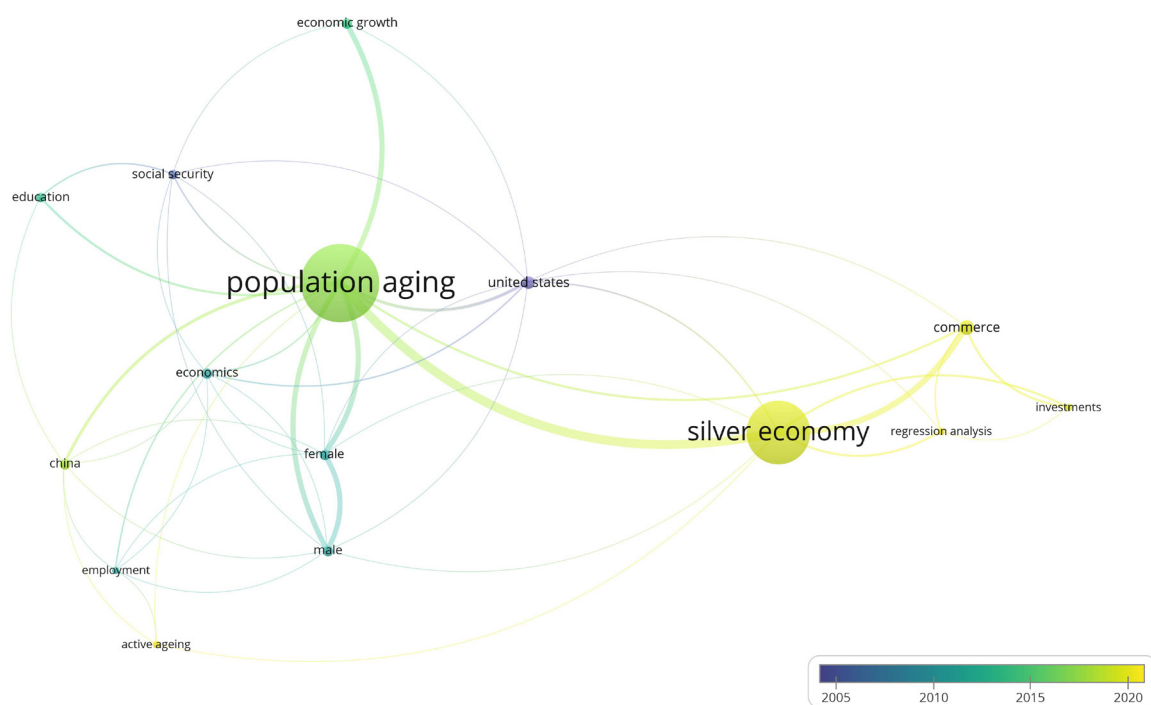 economic growth
social security
education
population aging
united states
commerce
economics
investments
silver economy
regression analysis
female
china
male
employment
active ageing
2005
2010
2015
2020